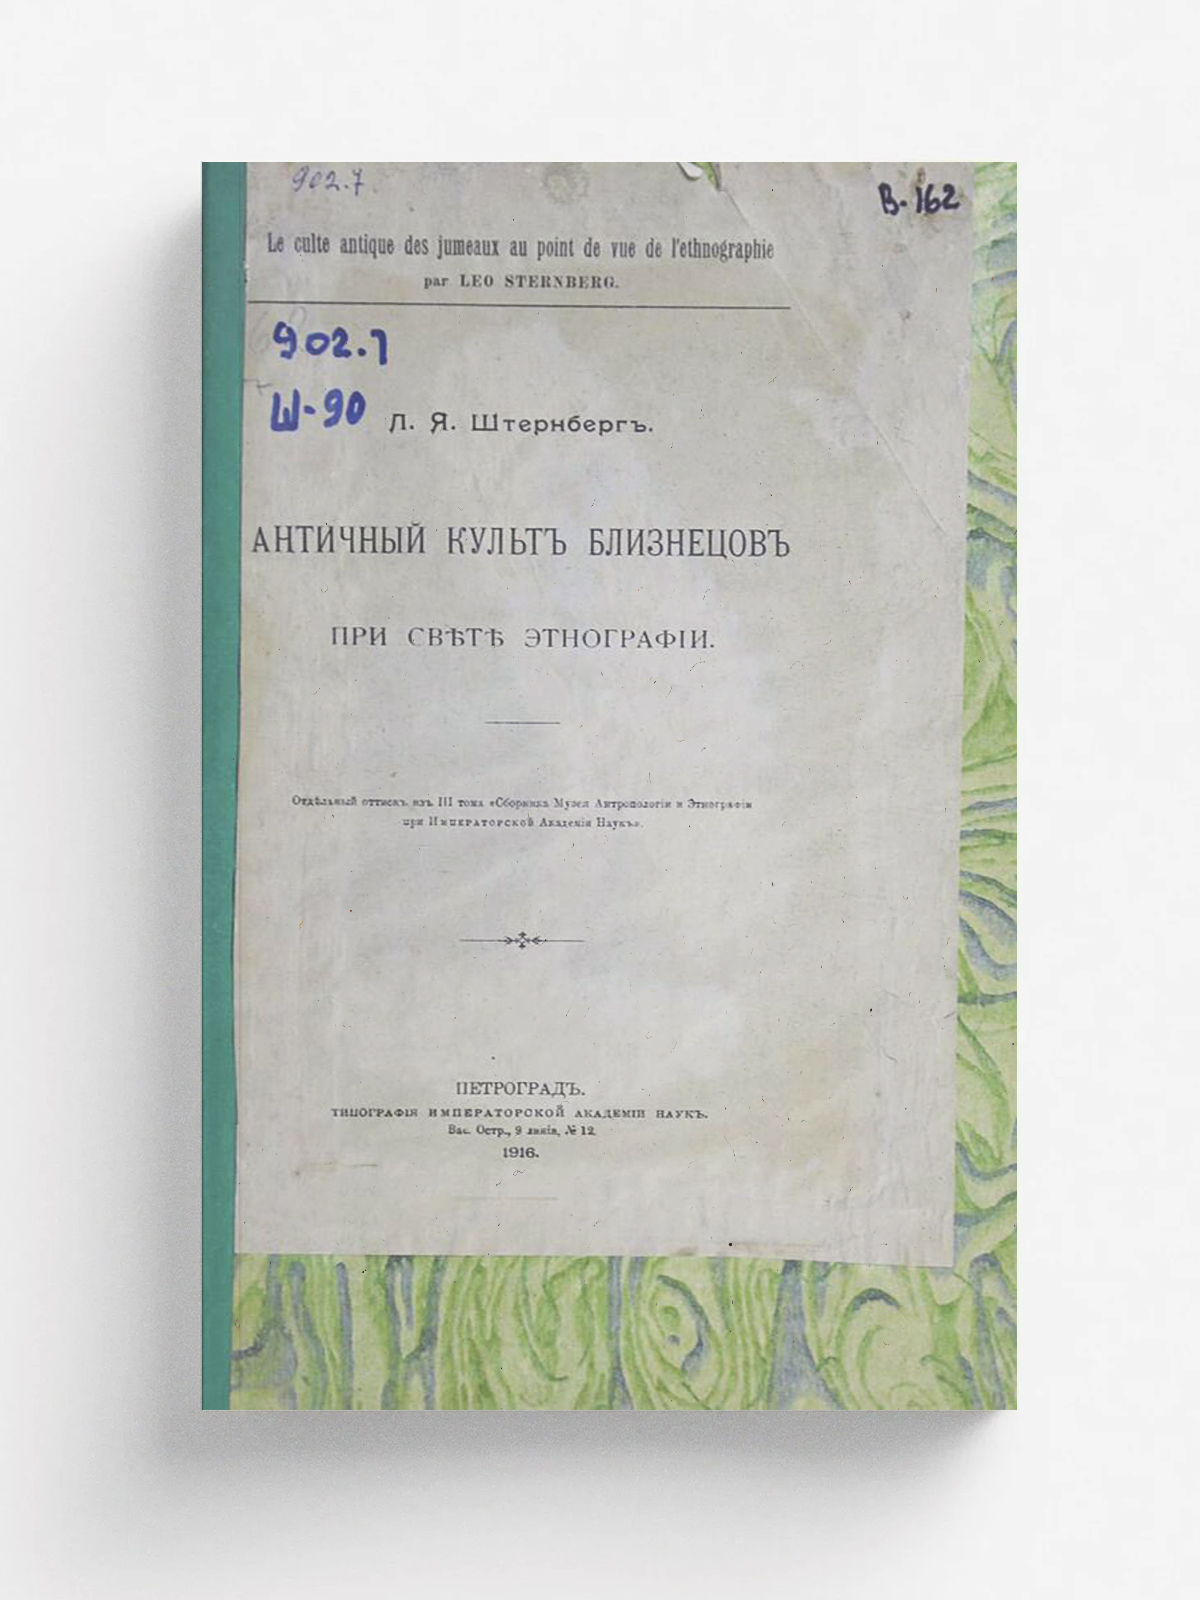 902.7
В-162
Le culte antique des jumeaux au point de vue de l'ethnographie
par LEO STERNBERG.
902.7
Ш-90
Л. Я. Штернбергъ.
АНТИЧНЫЙ КУЛЬТЪ БЛИЗНЕЦОВЪ
ПРИ СВѢТѢ ЭТНОГРАФІИ.
Отдѣльный оттискъ изъ III тома «Сборника Музея Антропологіи и Этнографіи
при Императорской Академіи Наукъ».
ПЕТРОГРАДЪ.
ТИПОГРАФІЯ ИМПЕРАТОРСКОЙ АКАДЕМІИ НАУКЪ.
Вас. Остр., 9 линія, № 12.
1916.